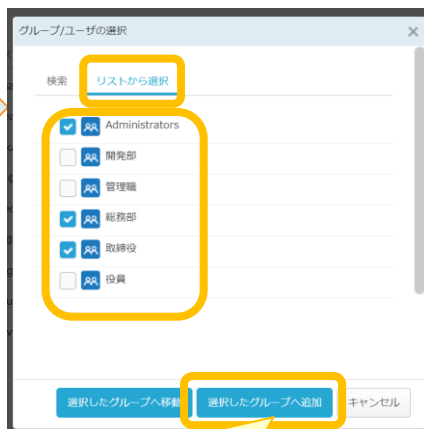 グループ/ユーザの選択
検索 リストから選択
Administrators
開発部
管理職
総務部
取締役
役員
選択したグループへ移動 選択したグループへ追加 キャンセル